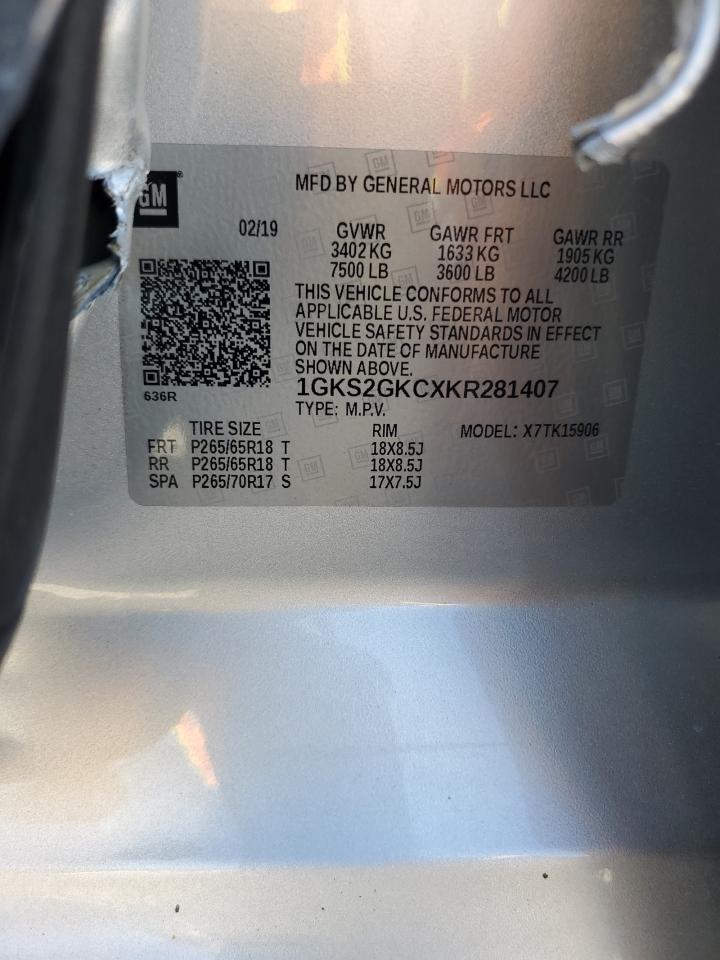 GM
MFD BY GENERAL MOTORS LLC
02/19
GVWR GAWR FRT GAWR RR
3402 KG 1633 KG 1905 KG
7500 LB 3600 LB 4200 LB
THIS VEHICLE CONFORMS TO ALL
APPLICABLE U.S. FEDERAL MOTOR
VEHICLE SAFETY STANDARDS IN EFFECT
ON THE DATE OF MANUFACTURE
SHOWN ABOVE.
636R
1GKS2GKCXKR281407
TYPE: M.P.V.
TIRE SIZE RIM MODEL: X7TK15906
FRT P265/65R18 T 18X8.5J
RR P265/65R18 T 18X8.5J
SPA P265/70R17 S 17X7.5J